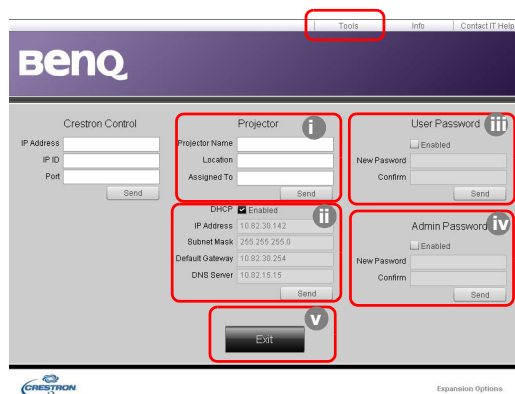 Tools Info Contact IT Help
BenQ
Crestron Control
IP Address
IP ID
Port
Send
Projector
i
Projector Name
Location
Assigned To
Send
ii
DHCP Enabled
IP Address 10.82.30.142
Subnet Mask 255.255.255.0
Default Gateway 10.82.30.254
DNS Server 10.82.15.15
Send
User Password
iii
Enabled
New Pasword
Confirm
Send
Admin Password
iv
Enabled
New Pasword
Confirm
Send
v
Exit
CRESTRON
Expansion Options